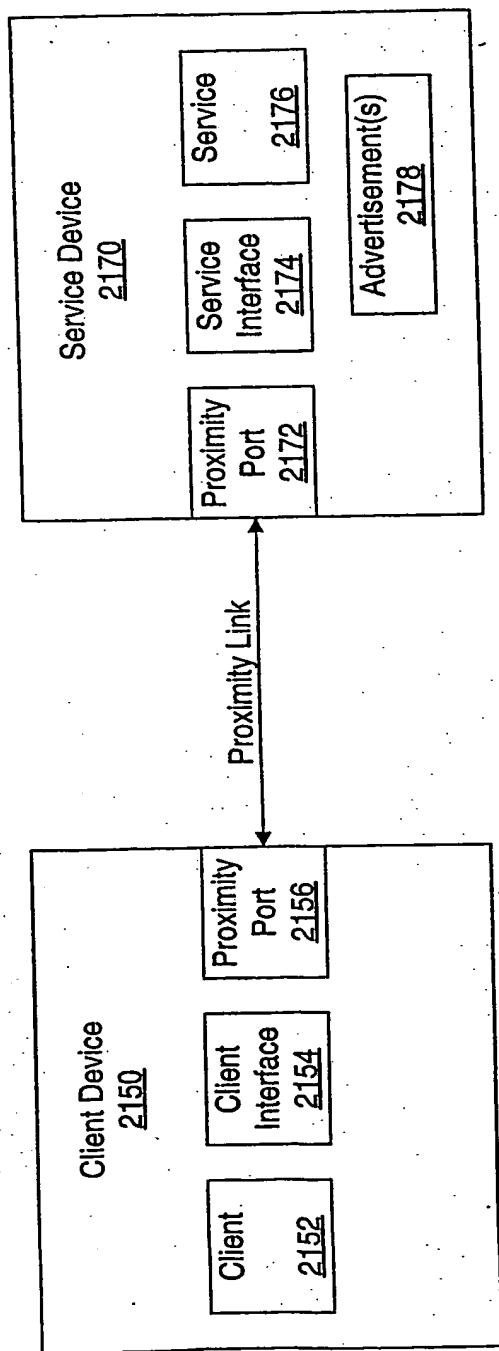 Client Device
2150
Client
2152
Client
Interface
2154
Proximity
Port
2156
Proximity Link
Service Device
2170
Proximity
Port
2172
Service
Interface
2174
Service
2176
Advertisement(s)
2178